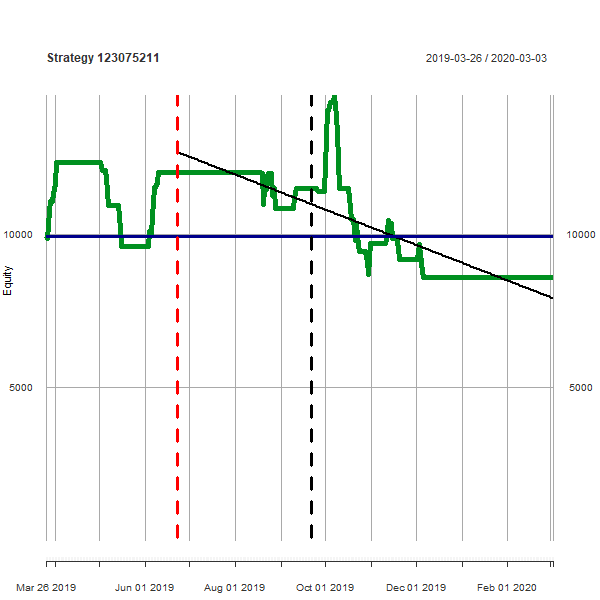 Strategy 123075211 2019-03-26 / 2020-03-03
10000 10000
Equity
5000 5000
Mar 26 2019 Jun 01 2019 Aug 01 2019 Oct 01 2019 Dec 01 2019 Feb 01 2020